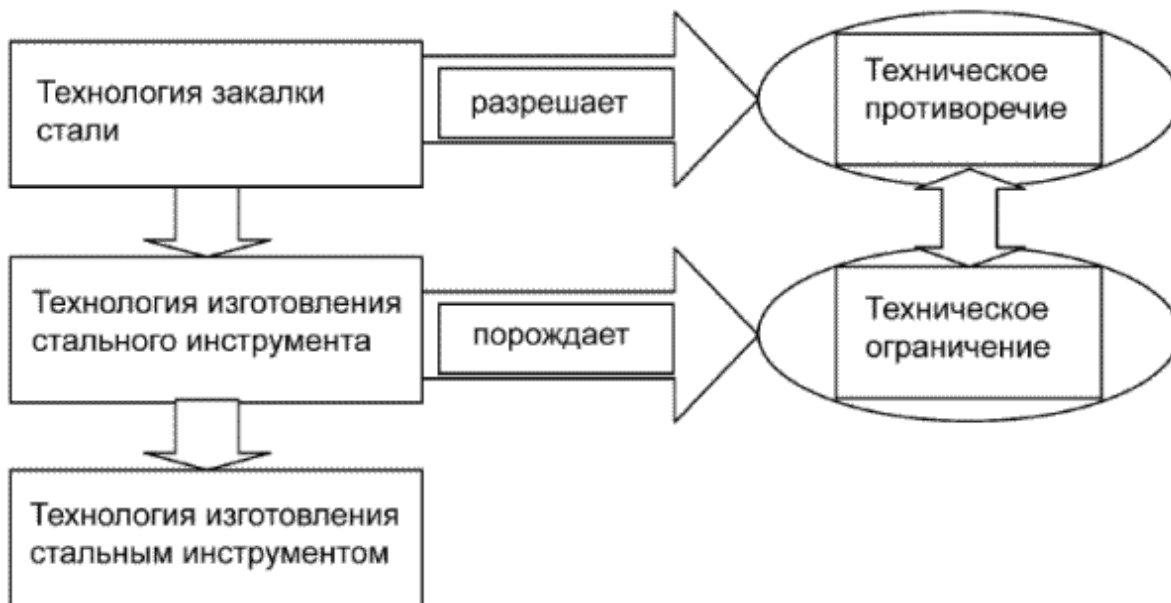 Технология закалки
стали
разрешает
Техническое
противоречие
Технология изготовления
стального инструмента
порождает
Техническое
ограничение
Технология изготовления
стальным инструментом